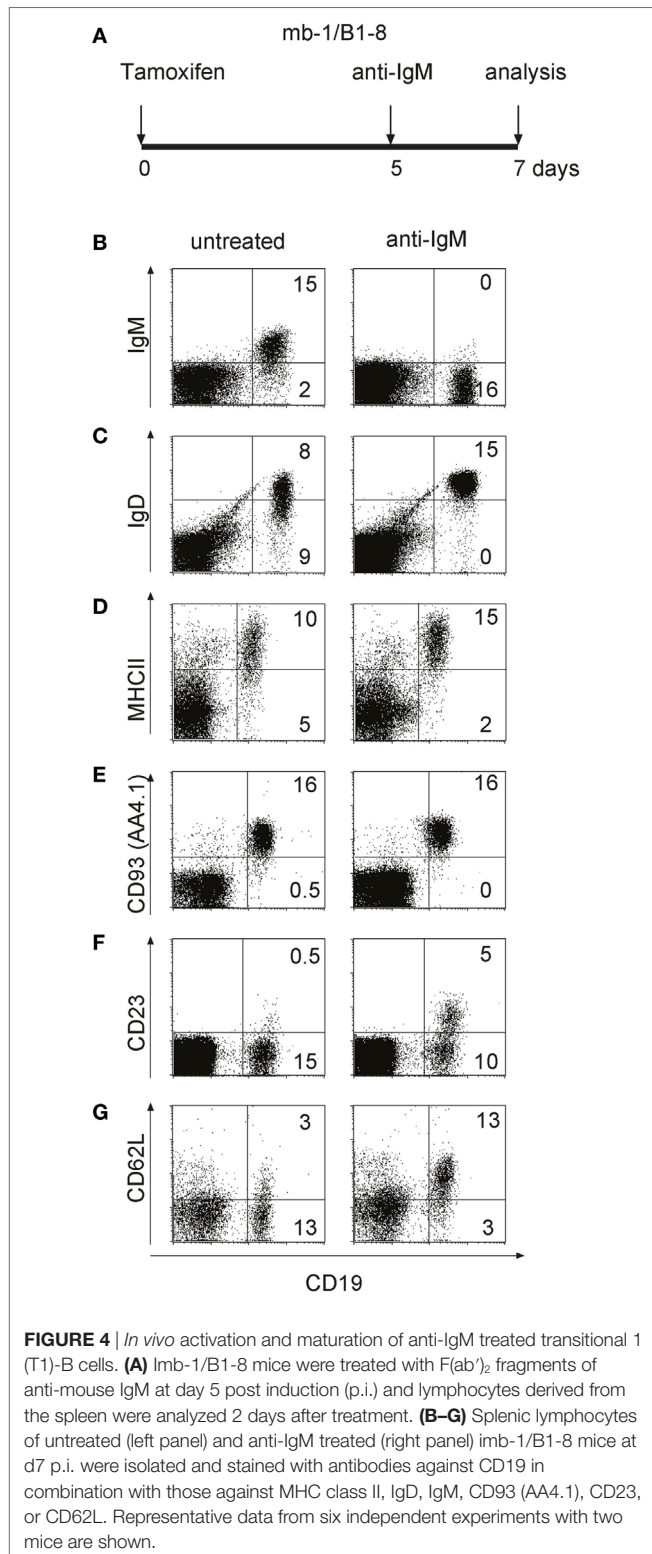 A
mb-1/B1-8
Tamoxifen anti-IgM analysis
0 5 7 days
untreated anti-IgM
B
IgM
15
2
0
16
C
IgD
8
9
15
0
D
MHCII
10
5
15
2
E
CD93 (AA4.1)
16
0.5
16
0
F
CD23
0.5
15
5
10
G
CD62L
3
13
13
3
CD19
FIGURE 4 | In vivo activation and maturation of anti-IgM treated transitional 1
(T1)-B cells. (A) Imb-1/B1-8 mice were treated with F(ab′)₂ fragments of
anti-mouse IgM at day 5 post induction (p.i.) and lymphocytes derived from
the spleen were analyzed 2 days after treatment. (B–G) Splenic lymphocytes
of untreated (left panel) and anti-IgM treated (right panel) imb-1/B1-8 mice at
d7 p.i. were isolated and stained with antibodies against CD19 in
combination with those against MHC class II, IgD, IgM, CD93 (AA4.1), CD23,
or CD62L. Representative data from six independent experiments with two
mice are shown.